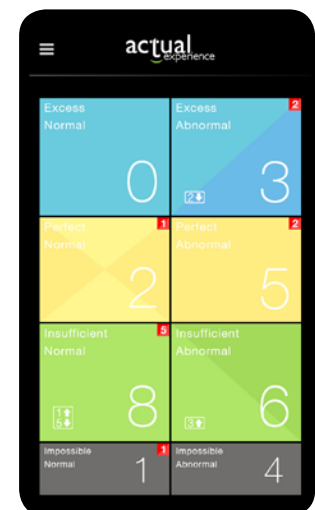 actual
experience
Excess
Normal
0
Excess
Abnormal
2
2⬇
3
Perfect
Normal
1
2
Perfect
Abnormal
2
5
Insufficient
Normal
5
1⬆
5⬇
8
Insufficient
Abnormal
3⬆
6
Impossible
Normal
1
1
Impossible
Abnormal
4